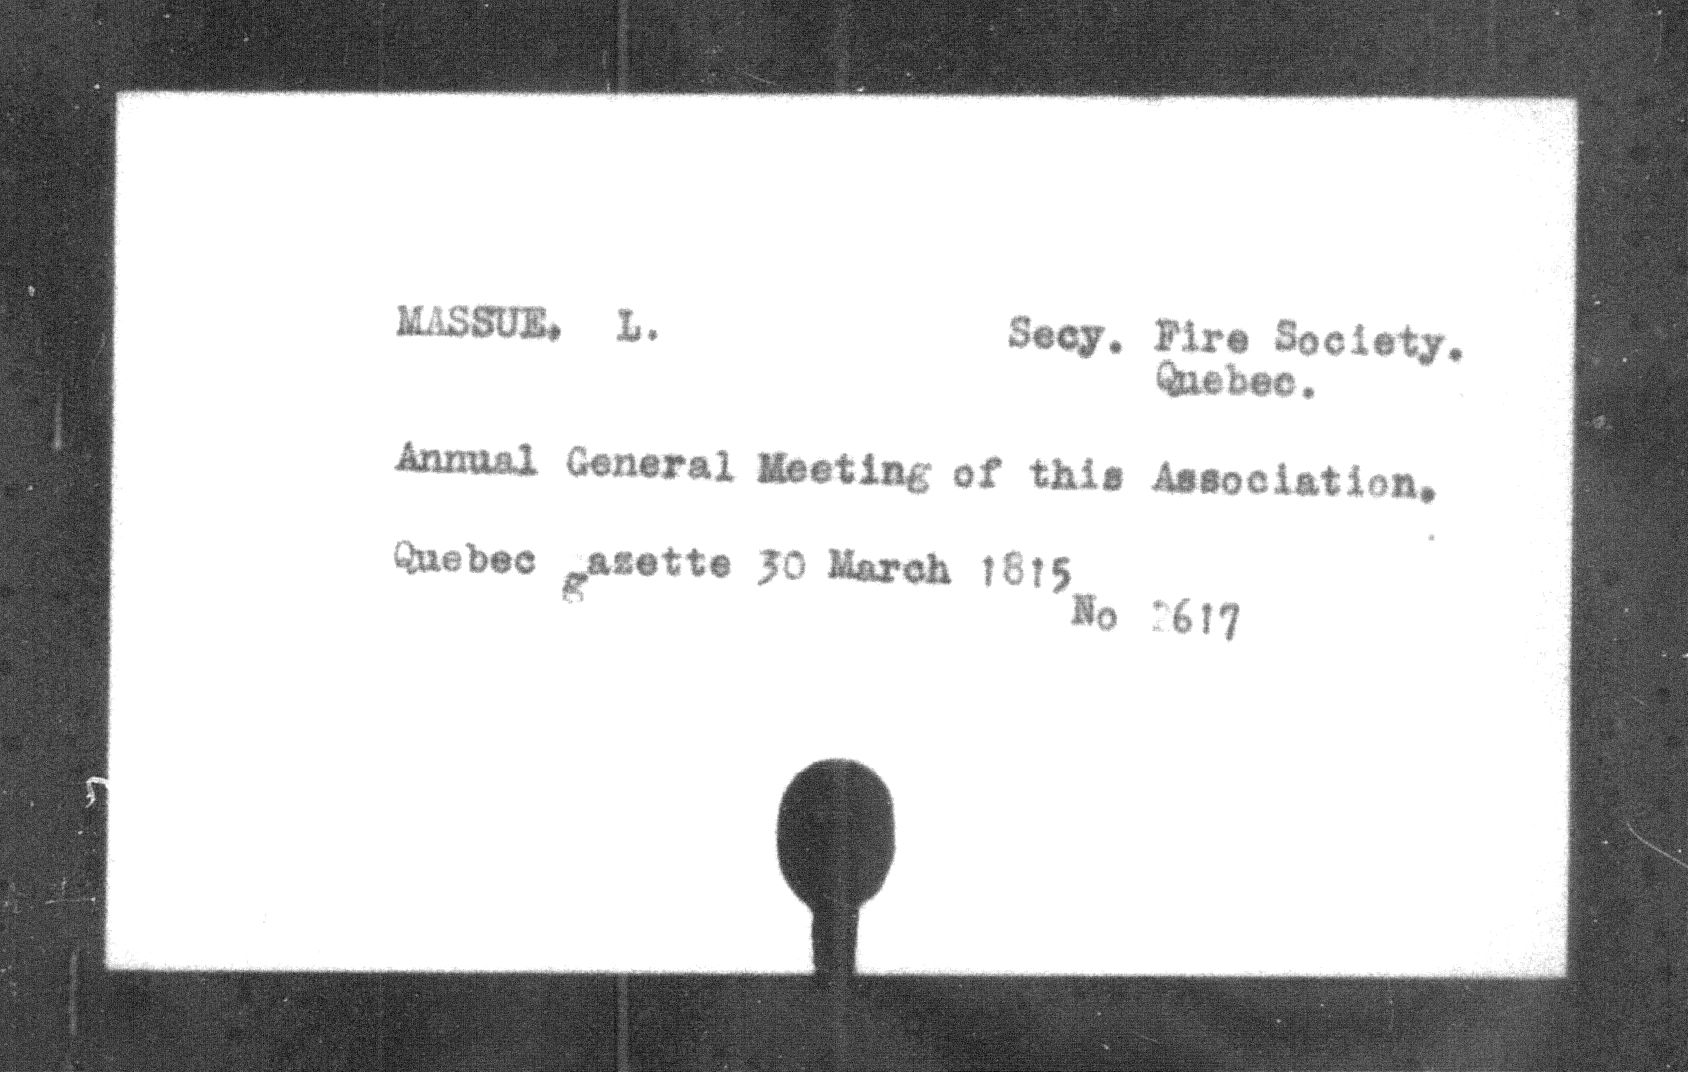 MASSUE. L. Secy. Fire Society.
Quebec.
Annual General Meeting of this Association.
Quebec gazette 30 March 1815
No 2617